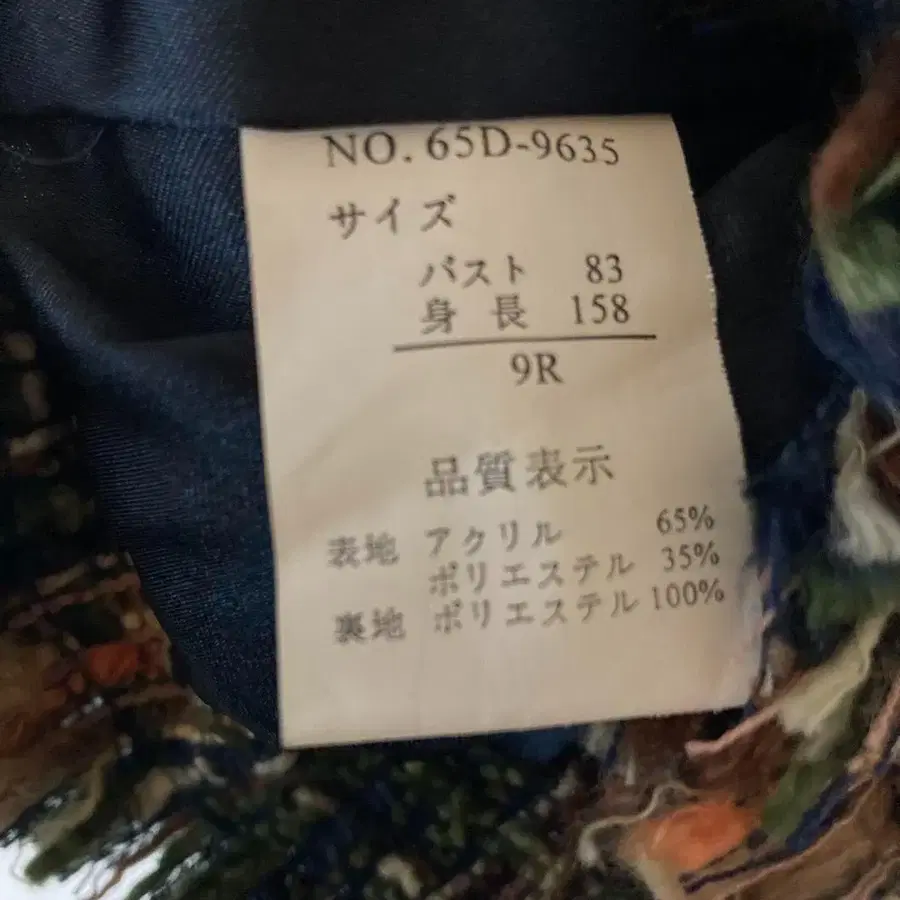 NO. 65D-9635
サイズ
バスト 83
身長 158
9R
品質表示
表地 アクリル 65%
ポリエステル 35%
裏地 ポリエステル 100%